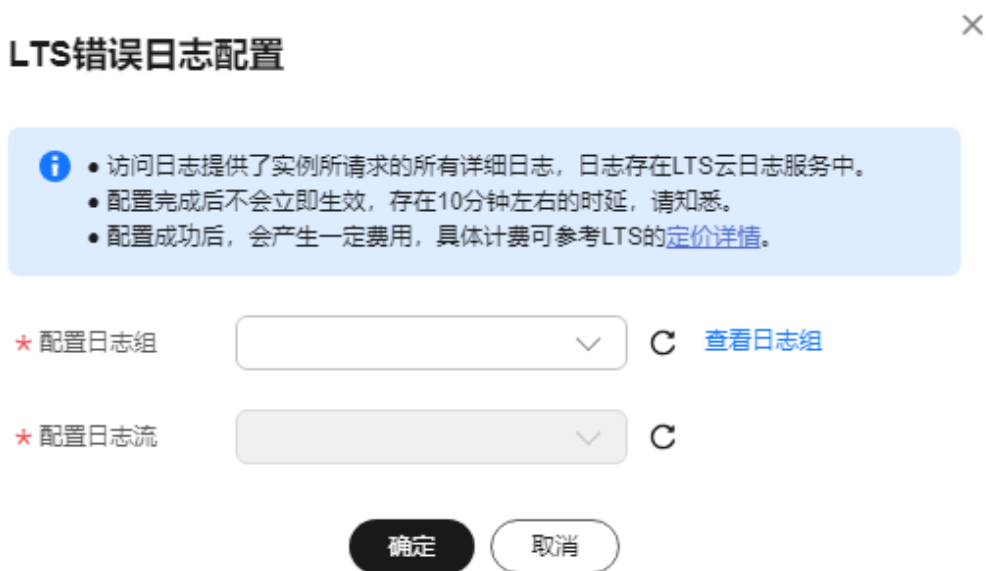 LTS错误日志配置
● 访问日志提供了实例所请求的所有详细日志，日志存在LTS云日志服务中。
● 配置完成后不会立即生效，存在10分钟左右的时延，请知悉。
● 配置成功后，会产生一定费用，具体计费可参考LTS的定价详情。
* 配置日志组 查看日志组
* 配置日志流
确定 取消